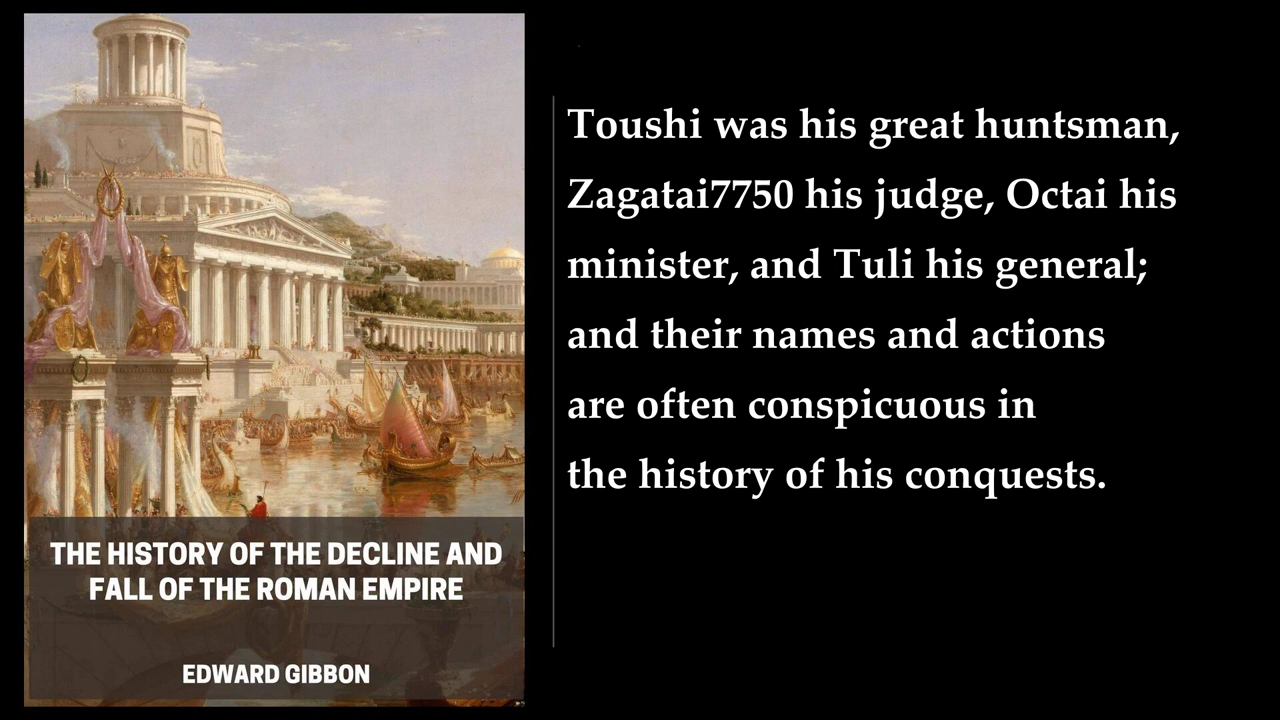 THE HISTORY OF THE DECLINE AND
FALL OF THE ROMAN EMPIRE
EDWARD GIBBON
Toushi was his great huntsman,
Zagatai7750 his judge, Octai his
minister, and Tuli his general;
and their names and actions
are often conspicuous in
the history of his conquests.